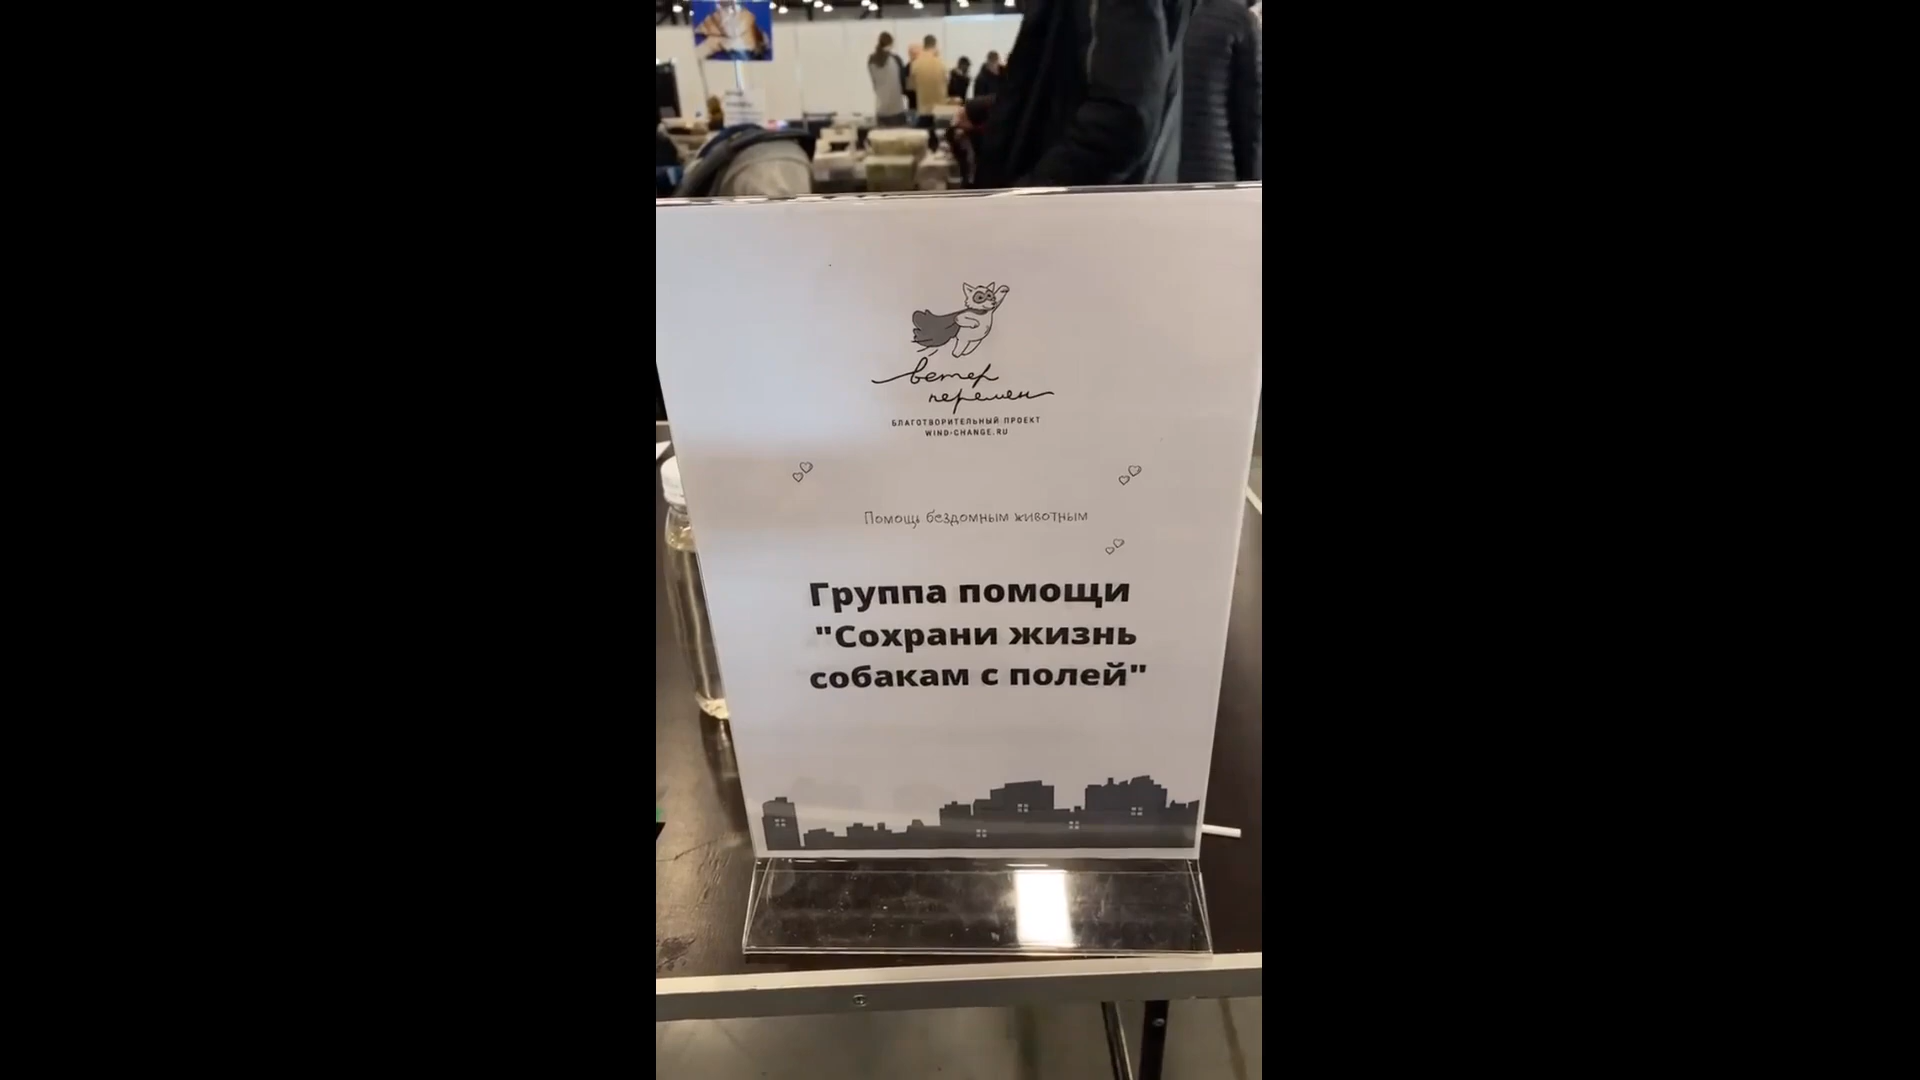 ветер
перемен
БЛАГОТВОРИТЕЛЬНЫЙ ПРОЕКТ
WIND-CHANGE.RU
Помощь бездомным животным
Группа помощи
"Сохрани жизнь
собакам с полей"